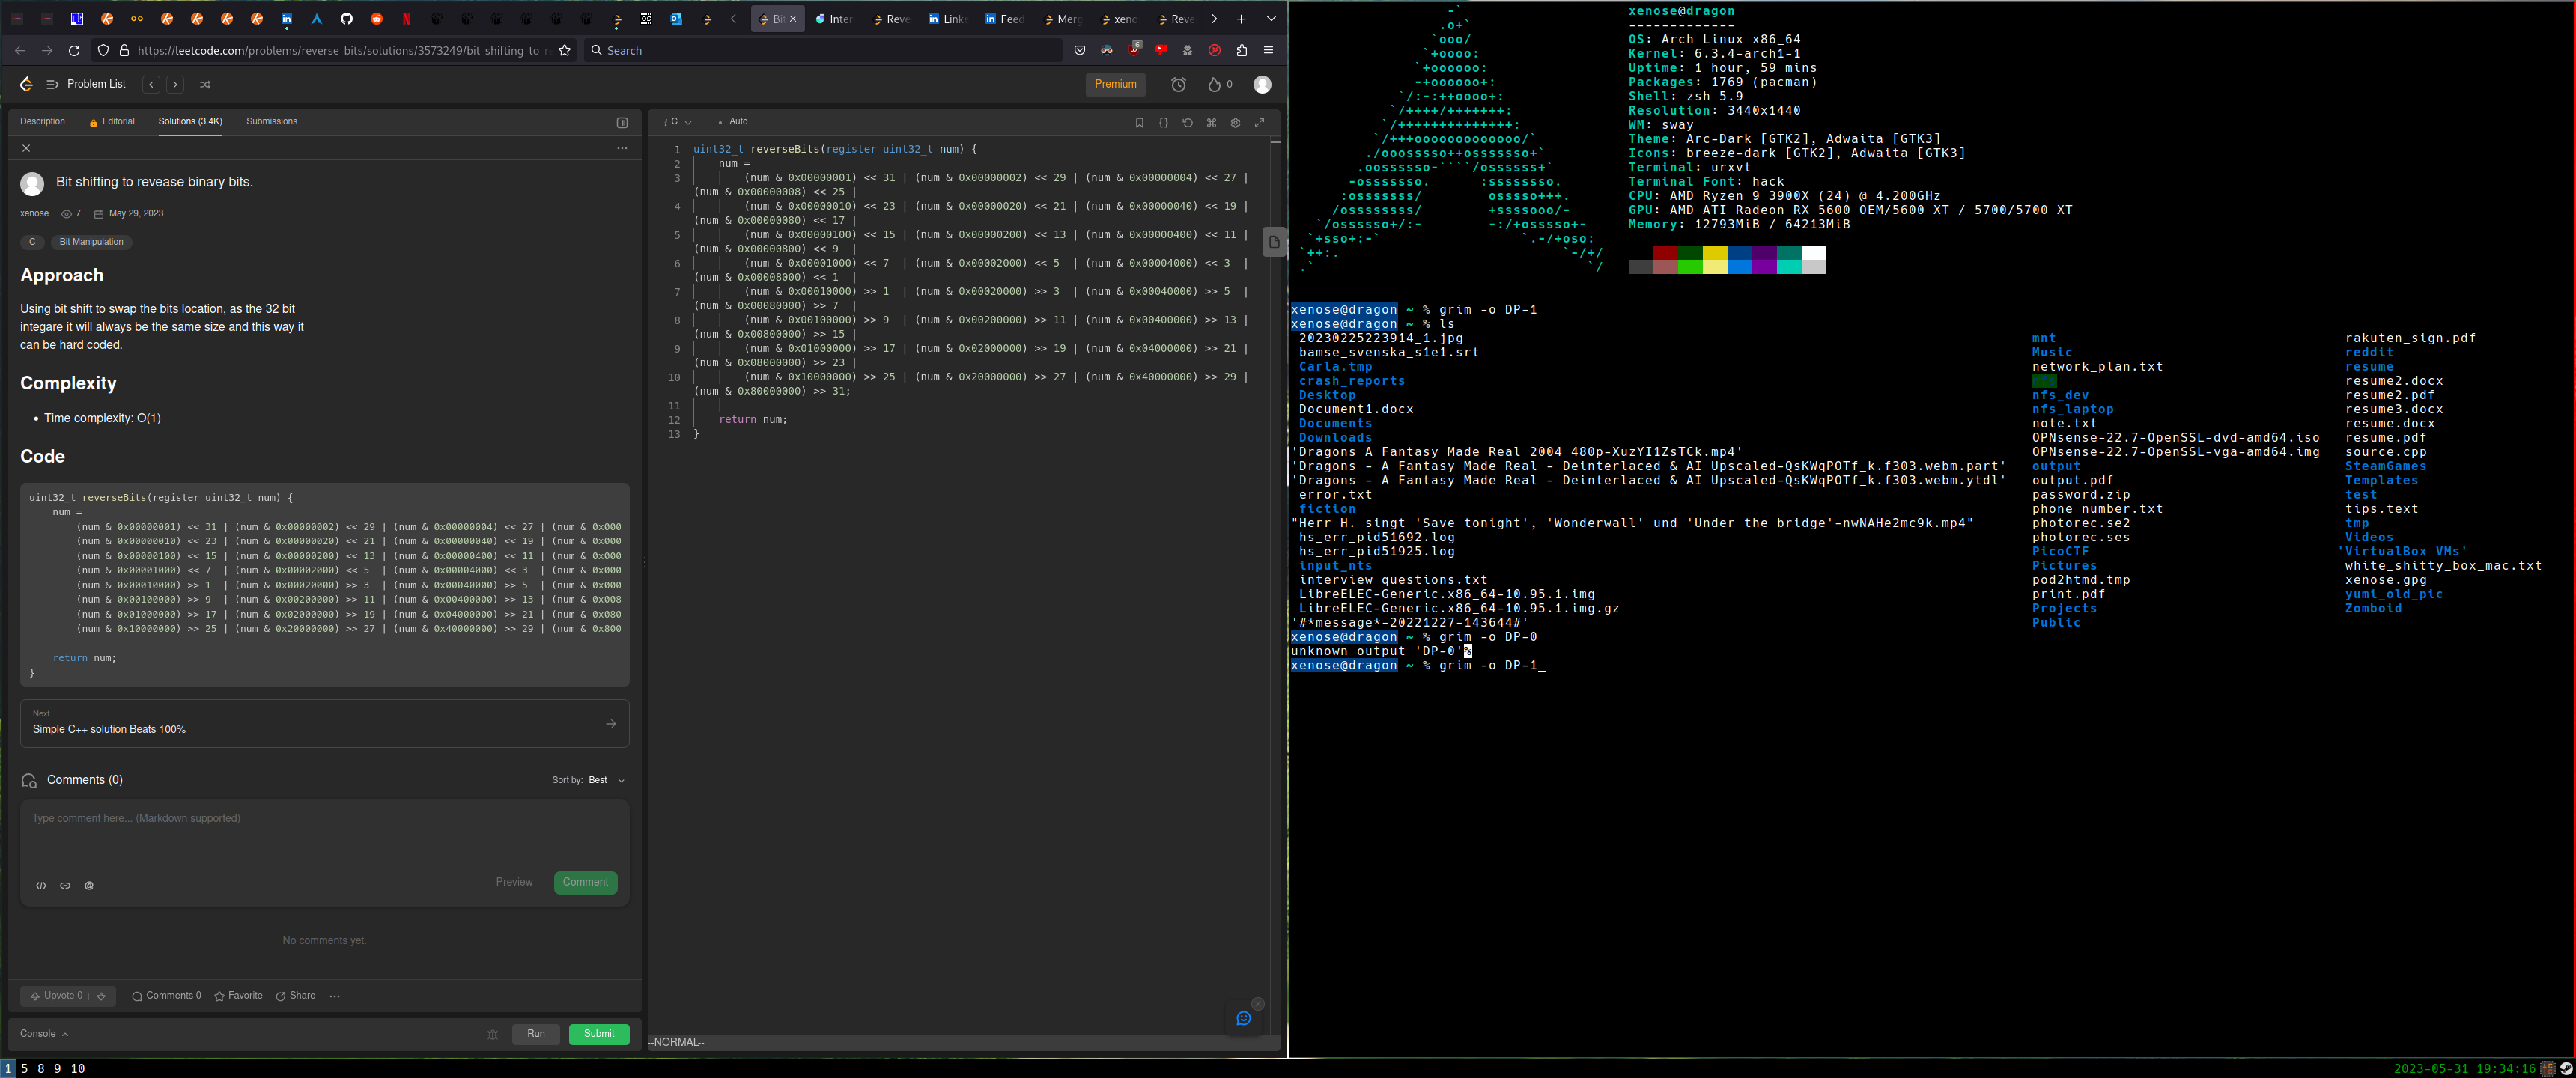 Bit
Inter
Reve
Linke
Feed
Merg
xeno
Reve
https://leetcode.com/problems/reverse-bits/solutions/3573249/bit-shifting-to-re
Search
6
Problem List
Premium
0
Description
Editorial
Solutions (3.4K)
Submissions
Bit shifting to revease binary bits.
xenose 7 May 29, 2023
C Bit Manipulation
Approach
Using bit shift to swap the bits location, as the 32 bit
integare it will always be the same size and this way it
can be hard coded.
Complexity
• Time complexity: O(1)
Code
uint32_t reverseBits(register uint32_t num) {
num =
(num & 0x00000001) << 31 | (num & 0x00000002) << 29 | (num & 0x00000004) << 27 | (num & 0x000
(num & 0x00000010) << 23 | (num & 0x00000020) << 21 | (num & 0x00000040) << 19 | (num & 0x000
(num & 0x00000100) << 15 | (num & 0x00000200) << 13 | (num & 0x00000400) << 11 | (num & 0x000
(num & 0x00001000) << 7 | (num & 0x00002000) << 5 | (num & 0x00004000) << 3 | (num & 0x000
(num & 0x00010000) >> 1 | (num & 0x00020000) >> 3 | (num & 0x00040000) >> 5 | (num & 0x000
(num & 0x00100000) >> 9 | (num & 0x00200000) >> 11 | (num & 0x00400000) >> 13 | (num & 0x008
(num & 0x01000000) >> 17 | (num & 0x02000000) >> 19 | (num & 0x04000000) >> 21 | (num & 0x080
(num & 0x10000000) >> 25 | (num & 0x20000000) >> 27 | (num & 0x40000000) >> 29 | (num & 0x800
return num;
}
Next
Simple C++ solution Beats 100%
Comments (0)
Sort by: Best
Type comment here... (Markdown supported)
Preview
Comment
No comments yet.
Upvote 0
Comments 0
Favorite
Share
Console
Run
Submit
i C
• Auto
1 uint32_t reverseBits(register uint32_t num) {
2 num =
3 (num & 0x00000001) << 31 | (num & 0x00000002) << 29 | (num & 0x00000004) << 27 |
(num & 0x00000008) << 25 |
4 (num & 0x00000010) << 23 | (num & 0x00000020) << 21 | (num & 0x00000040) << 19 |
(num & 0x00000080) << 17 |
5 (num & 0x00000100) << 15 | (num & 0x00000200) << 13 | (num & 0x00000400) << 11 |
(num & 0x00000800) << 9 |
6 (num & 0x00001000) << 7 | (num & 0x00002000) << 5 | (num & 0x00004000) << 3 |
(num & 0x00008000) << 1 |
7 (num & 0x00010000) >> 1 | (num & 0x00020000) >> 3 | (num & 0x00040000) >> 5 |
(num & 0x00080000) >> 7 |
8 (num & 0x00100000) >> 9 | (num & 0x00200000) >> 11 | (num & 0x00400000) >> 13 |
(num & 0x00800000) >> 15 |
9 (num & 0x01000000) >> 17 | (num & 0x02000000) >> 19 | (num & 0x04000000) >> 21 |
(num & 0x08000000) >> 23 |
10 (num & 0x10000000) >> 25 | (num & 0x20000000) >> 27 | (num & 0x40000000) >> 29 |
(num & 0x80000000) >> 31;
11
12 return num;
13 }
--NORMAL--
xenose@dragon
-------------
OS: Arch Linux x86_64
Kernel: 6.3.4-arch1-1
Uptime: 1 hour, 59 mins
Packages: 1769 (pacman)
Shell: zsh 5.9
Resolution: 3440x1440
WM: sway
Theme: Arc-Dark [GTK2], Adwaita [GTK3]
Icons: breeze-dark [GTK2], Adwaita [GTK3]
Terminal: urxvt
Terminal Font: hack
CPU: AMD Ryzen 9 3900X (24) @ 4.200GHz
GPU: AMD ATI Radeon RX 5600 OEM/5600 XT / 5700/5700 XT
Memory: 12793MiB / 64213MiB
xenose@dragon ~ % grim -o DP-1
xenose@dragon ~ % ls
20230225223914_1.jpg mnt rakuten_sign.pdf
bamse_svenska_s1e1.srt Music reddit
Carla.tmp network_plan.txt resume
crash_reports resume2.docx
Desktop nfs_dev resume2.pdf
Document1.docx nfs_laptop resume3.docx
Documents note.txt resume.docx
Downloads OPNsense-22.7-OpenSSL-dvd-amd64.iso resume.pdf
'Dragons A Fantasy Made Real 2004 480p-XuzYI1ZsTCk.mp4' OPNsense-22.7-OpenSSL-vga-amd64.img source.cpp
'Dragons - A Fantasy Made Real - Deinterlaced & AI Upscaled-QsKWqPOTf_k.f303.webm.part' output SteamGames
'Dragons - A Fantasy Made Real - Deinterlaced & AI Upscaled-QsKWqPOTf_k.f303.webm.ytdl' output.pdf Templates
error.txt password.zip test
fiction phone_number.txt tips.text
"Herr H. singt 'Save tonight', 'Wonderwall' und 'Under the bridge'-nwNAHe2mc9k.mp4" photorec.se2 tmp
hs_err_pid51692.log photorec.ses Videos
hs_err_pid51925.log PicoCTF 'VirtualBox VMs'
input_nts Pictures white_shitty_box_mac.txt
interview_questions.txt pod2htmd.tmp xenose.gpg
LibreELEC-Generic.x86_64-10.95.1.img print.pdf yumi_old_pic
LibreELEC-Generic.x86_64-10.95.1.img.gz Projects Zomboid
'#*message*-20221227-143644#' Public
xenose@dragon ~ % grim -o DP-0
unknown output 'DP-0'%
xenose@dragon ~ % grim -o DP-1_
1 5 8 9 10
2023-05-31 19:34:16